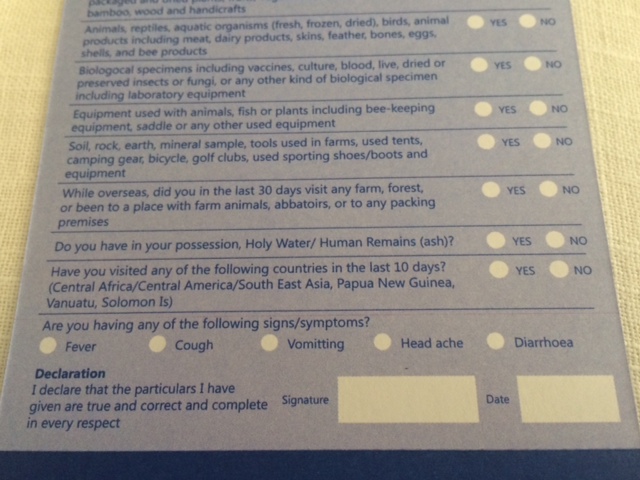 packaged and dried
bamboo, wood and handicrafts
Animals, reptiles, aquatic organisms (fresh, frozen, dried), birds, animal YES NO
products including meat, dairy products, skins, feather, bones, eggs,
shells, and bee products
Biologocal specimens including vaccines, culture, blood, live, dried or YES NO
preserved insects or fungi, or any other kind of biological specimen
including laboratory equipment
Equipment used with animals, fish or plants including bee-keeping YES NO
equipment, saddle or any other used equipment
Soil, rock, earth, mineral sample, tools used in farms, used tents, YES NO
camping gear, bicycle, golf clubs, used sporting shoes/boots and
equipment
While overseas, did you in the last 30 days visit any farm, forest, YES NO
or been to a place with farm animals, abbatoirs, or to any packing
premises
Do you have in your possession, Holy Water/ Human Remains (ash)? YES NO
Have you visited any of the following countries in the last 10 days? YES NO
(Central Africa/Central America/South East Asia, Papua New Guinea,
Vanuatu, Solomon Is)
Are you having any of the following signs/symptoms?
Fever Cough Vomitting Head ache Diarrhoea
Declaration
I declare that the particulars I have
given are true and correct and complete Signature Date
in every respect